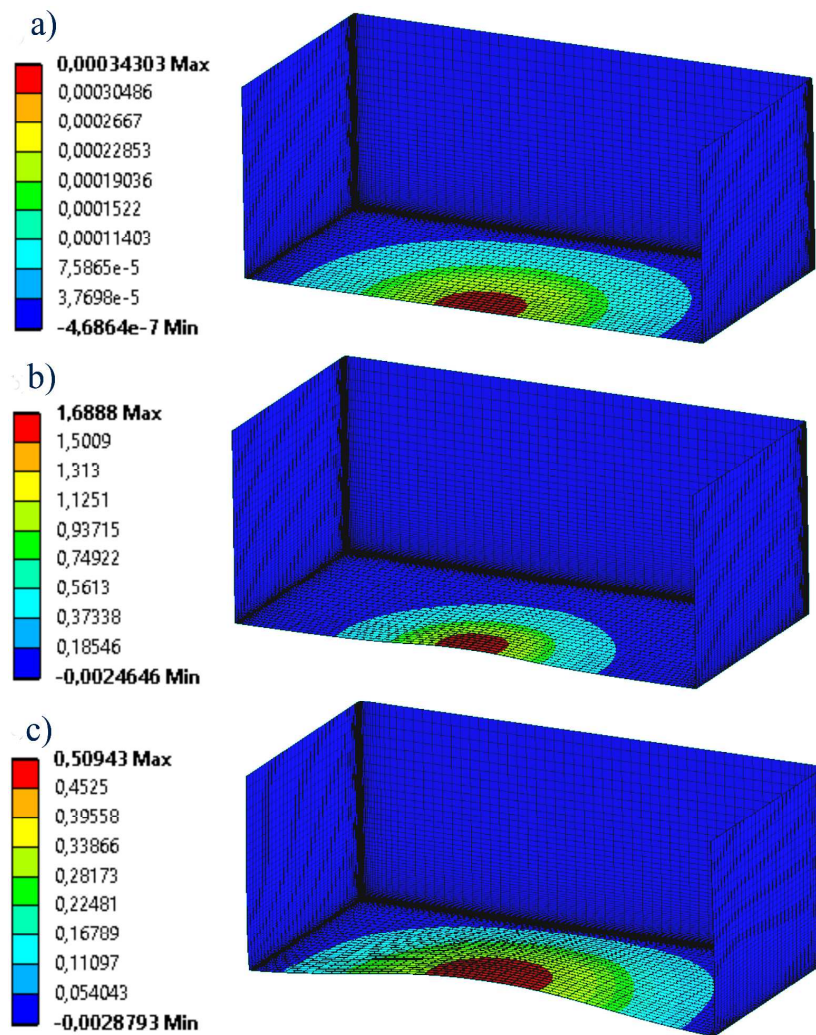 a)
0,00034303 Max
0,00030486
0,0002667
0,00022853
0,00019036
0,0001522
0,00011403
7,5865e-5
3,7698e-5
-4,6864e-7 Min
b)
1,6888 Max
1,5009
1,313
1,1251
0,93715
0,74922
0,5613
0,37338
0,18546
-0,0024646 Min
c)
0,50943 Max
0,4525
0,39558
0,33866
0,28173
0,22481
0,16789
0,11097
0,054043
-0,0028793 Min